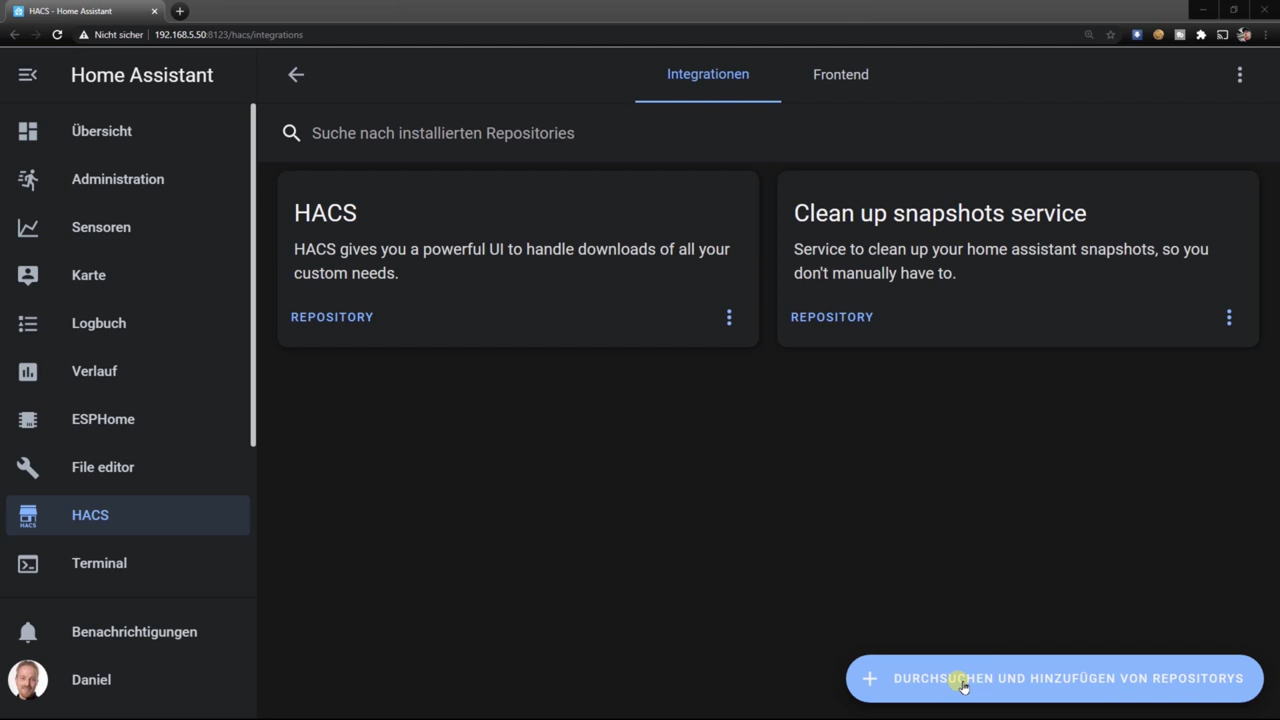 HACS - Home Assistant
Nicht sicher
192.168.5.50:8123/hacs/integrations
Home Assistant
Integrationen
Frontend
Übersicht
Suche nach installierten Repositories
Administration
Sensoren
Karte
Logbuch
Verlauf
ESPHome
File editor
HACS
HACS
Terminal
Benachrichtigungen
Daniel
HACS
HACS gives you a powerful UI to handle downloads of all your
custom needs.
REPOSITORY
Clean up snapshots service
Service to clean up your home assistant snapshots, so you
don't manually have to.
REPOSITORY
DURCHSUCHEN UND HINZUFÜGEN VON REPOSITORYS